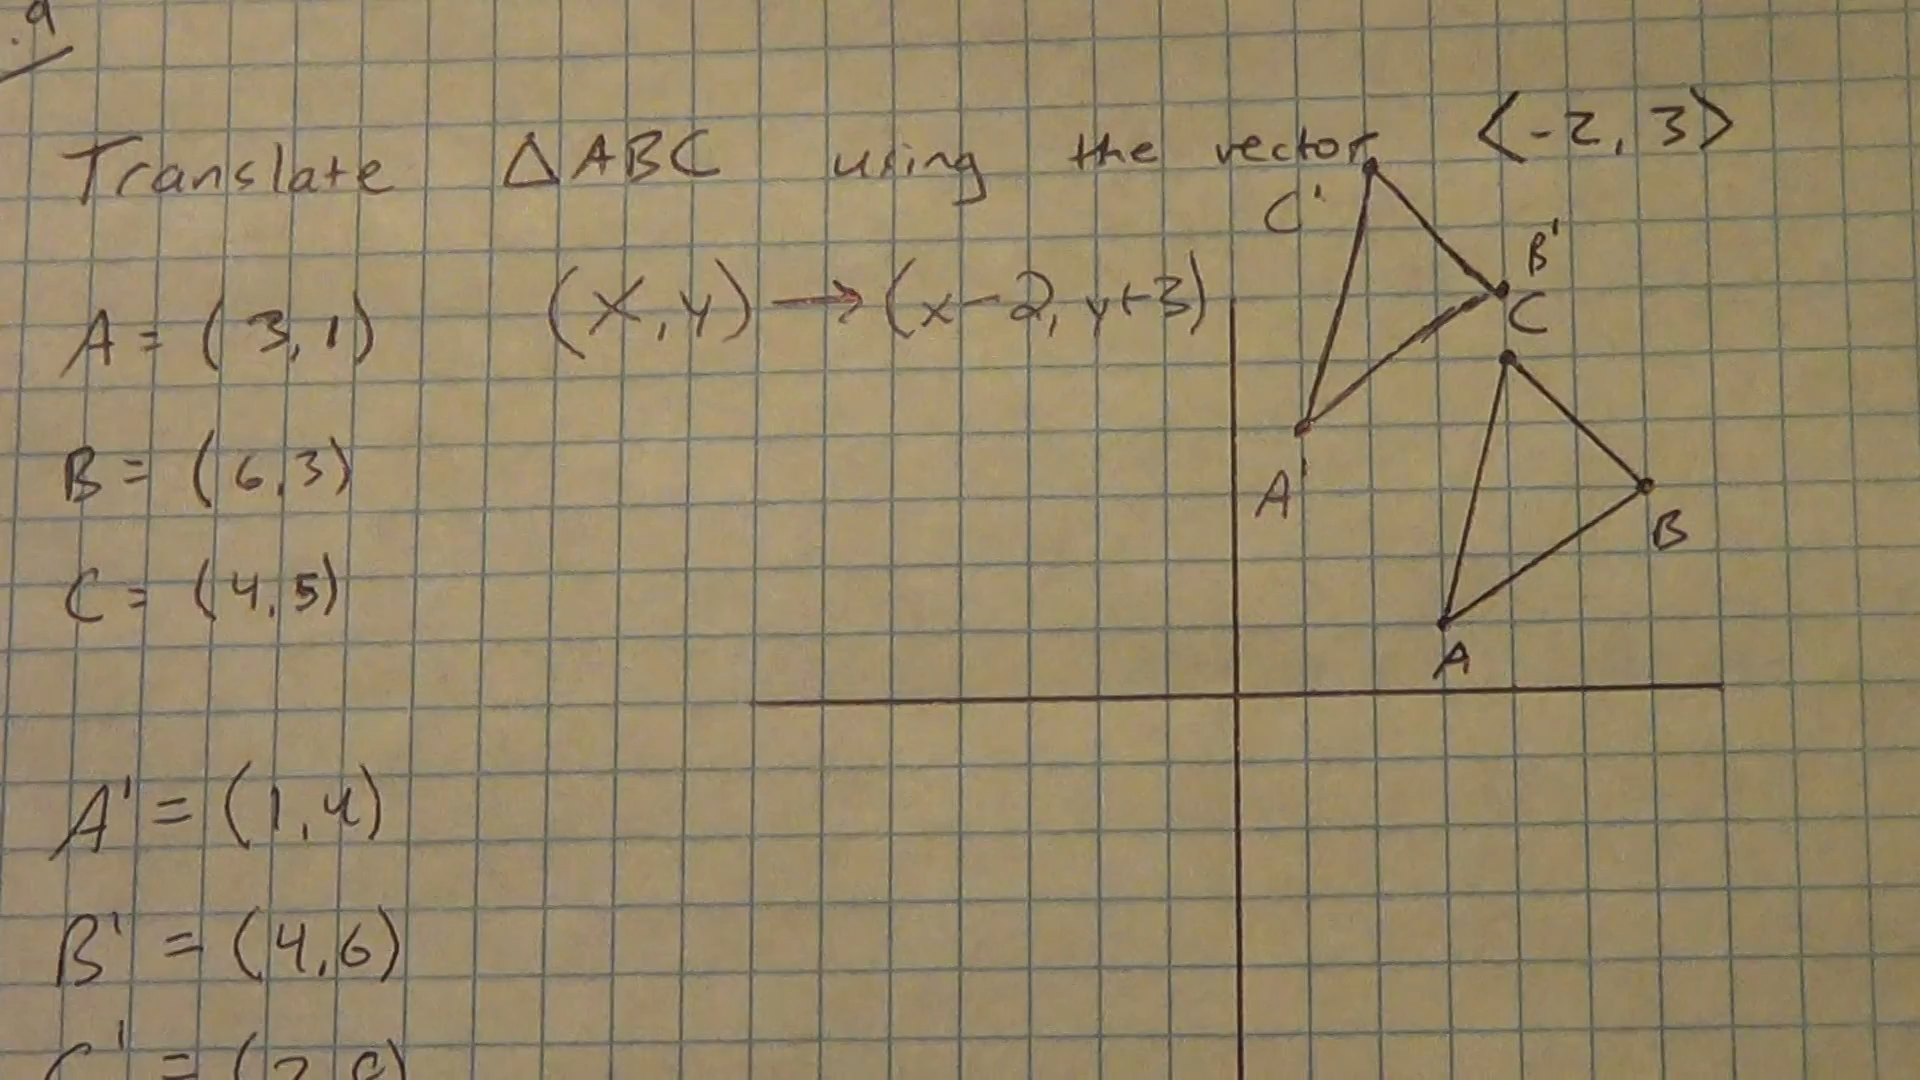 .9
Translate △ABC using the vector ⟨-2, 3⟩
A = (3,1)
(x,y) → (x-2, y+3)
B = (6,3)
C = (4,5)
A' = (1,4)
B' = (4,6)
C' =
C'
B'
C
A'
B
A